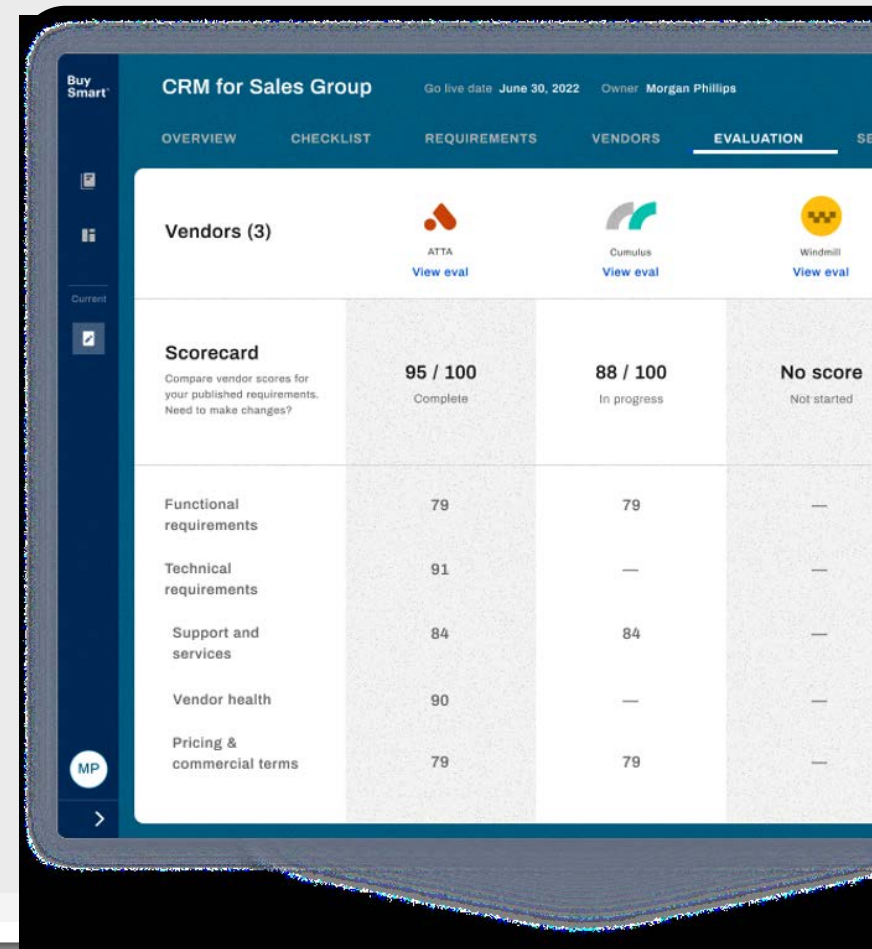 Buy
Smart
CRM for Sales Group
Go live date June 30, 2022
Owner Morgan Phillips
OVERVIEW CHECKLIST REQUIREMENTS VENDORS EVALUATION SE
Current
MP
Vendors (3)
ATTA
View eval
Cumulus
View eval
Windmill
View eval
Scorecard
Compare vendor scores for
your published requirements.
Need to make changes?
95 / 100
Complete
88 / 100
In progress
No score
Not started
Functional
requirements
79 79 —
Technical
requirements
91 — —
Support and
services
84 84 —
Vendor health 90 — —
Pricing &
commercial terms
79 79 —